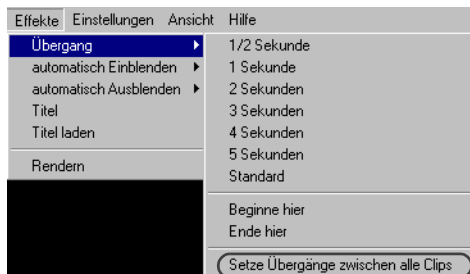 Effekte Einstellungen Ansicht Hilfe
Übergang
automatisch Einblenden
automatisch Ausblenden
Titel
Titel laden
Rendern
1/2 Sekunde
1 Sekunde
2 Sekunden
3 Sekunden
4 Sekunden
5 Sekunden
Standard
Beginne hier
Ende hier
Setze Übergänge zwischen alle Clips